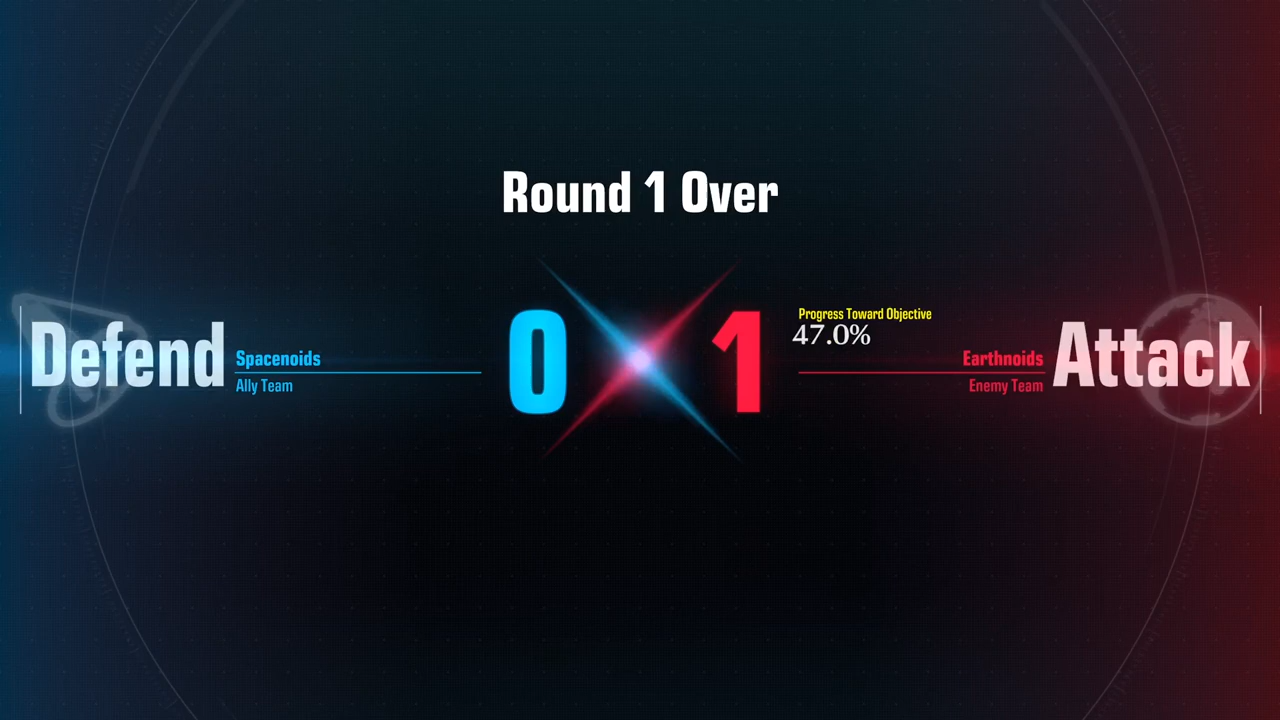 Round 1 Over
Defend
Spacenoids
Ally Team
0
1
Progress Toward Objective
47.0%
Earthnoids
Enemy Team
Attack